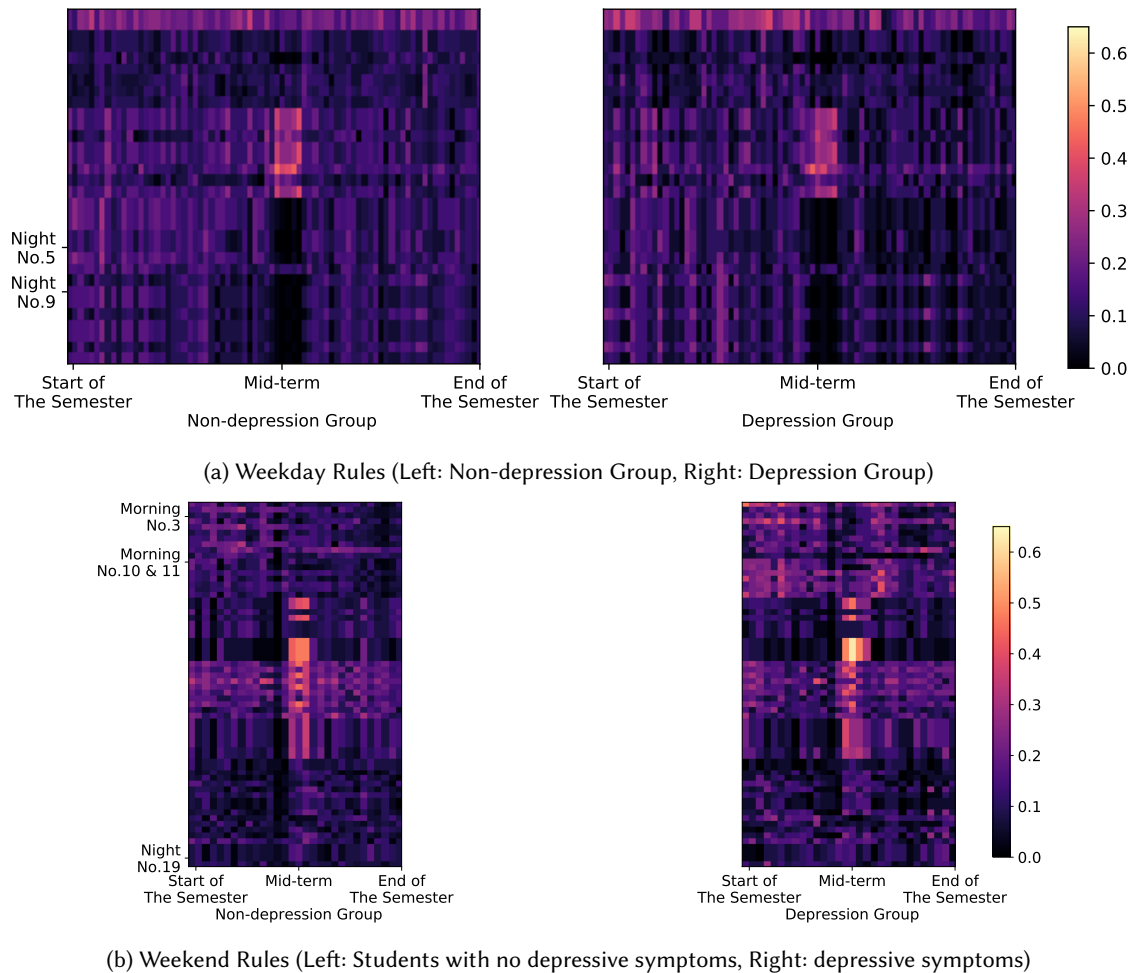 Night
No.5
Night
No.9
Start of
The Semester
Mid-term
End of
The Semester
Non-depression Group
Start of
The Semester
Mid-term
End of
The Semester
Depression Group
0.6
0.5
0.4
0.3
0.2
0.1
0.0
(a) Weekday Rules (Left: Non-depression Group, Right: Depression Group)
Morning
No.3
Morning
No.10 & 11
Night
No.19
Start of
The Semester
Mid-term
End of
The Semester
Non-depression Group
Start of
The Semester
Mid-term
End of
The Semester
Depression Group
0.6
0.5
0.4
0.3
0.2
0.1
0.0
(b) Weekend Rules (Left: Students with no depressive symptoms, Right: depressive symptoms)